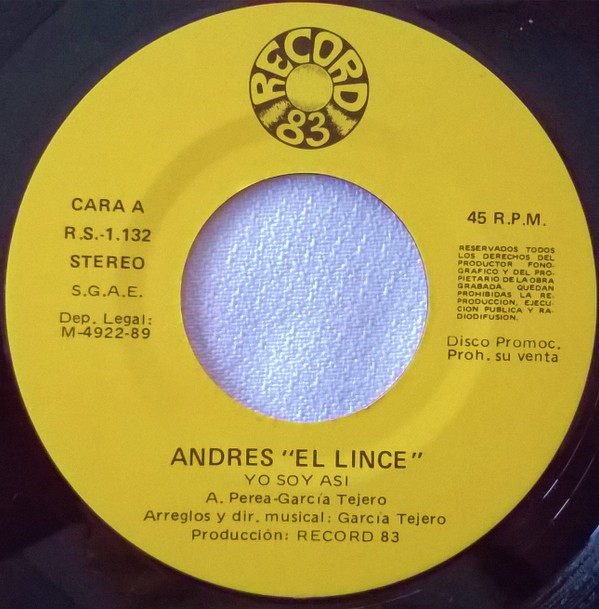 RECORD
83
CARA A
R.S.-1.132
STEREO
S.G.A.E.
Dep. Legal:
M-4922-89
45 R.P.M.
RESERVADOS TODOS
LOS DERECHOS DEL
PRODUCTOR FONO-
GRAFICO Y DEL PRO-
PIETARIO DE LA OBRA
GRABADA. QUEDAN
PROHIBIDAS LA RE-
PRODUCCION, EJECU-
CION PUBLICA Y RA-
DIODIFUSION.
Disco Promoc.
Proh. su venta
ANDRES "EL LINCE"
YO SOY ASI
A. Perea-García Tejero
Arreglos y dir. musical: García Tejero
Producción: RECORD 83